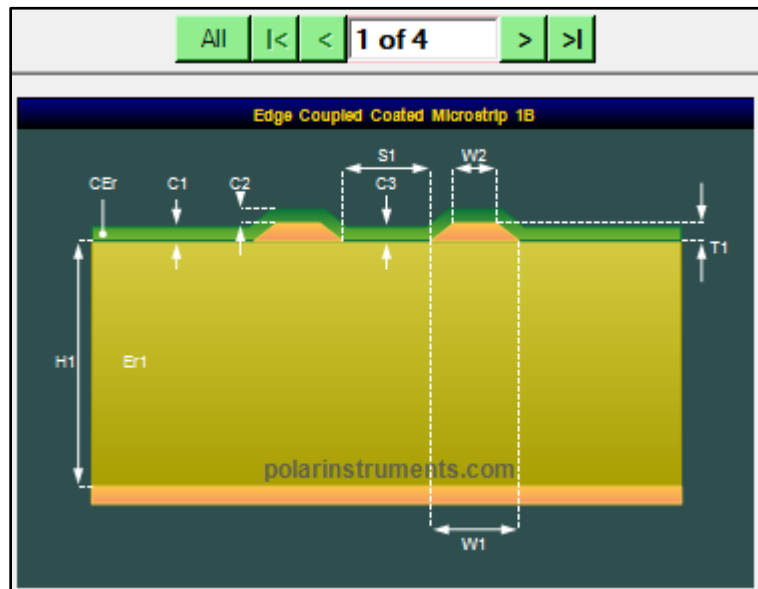 All |< < 1 of 4 > >|
Edge Coupled Coated Microstrip 1B
S1 W2
CEr C1 C2 C3
T1
H1 Er1
polarinstruments.com
W1